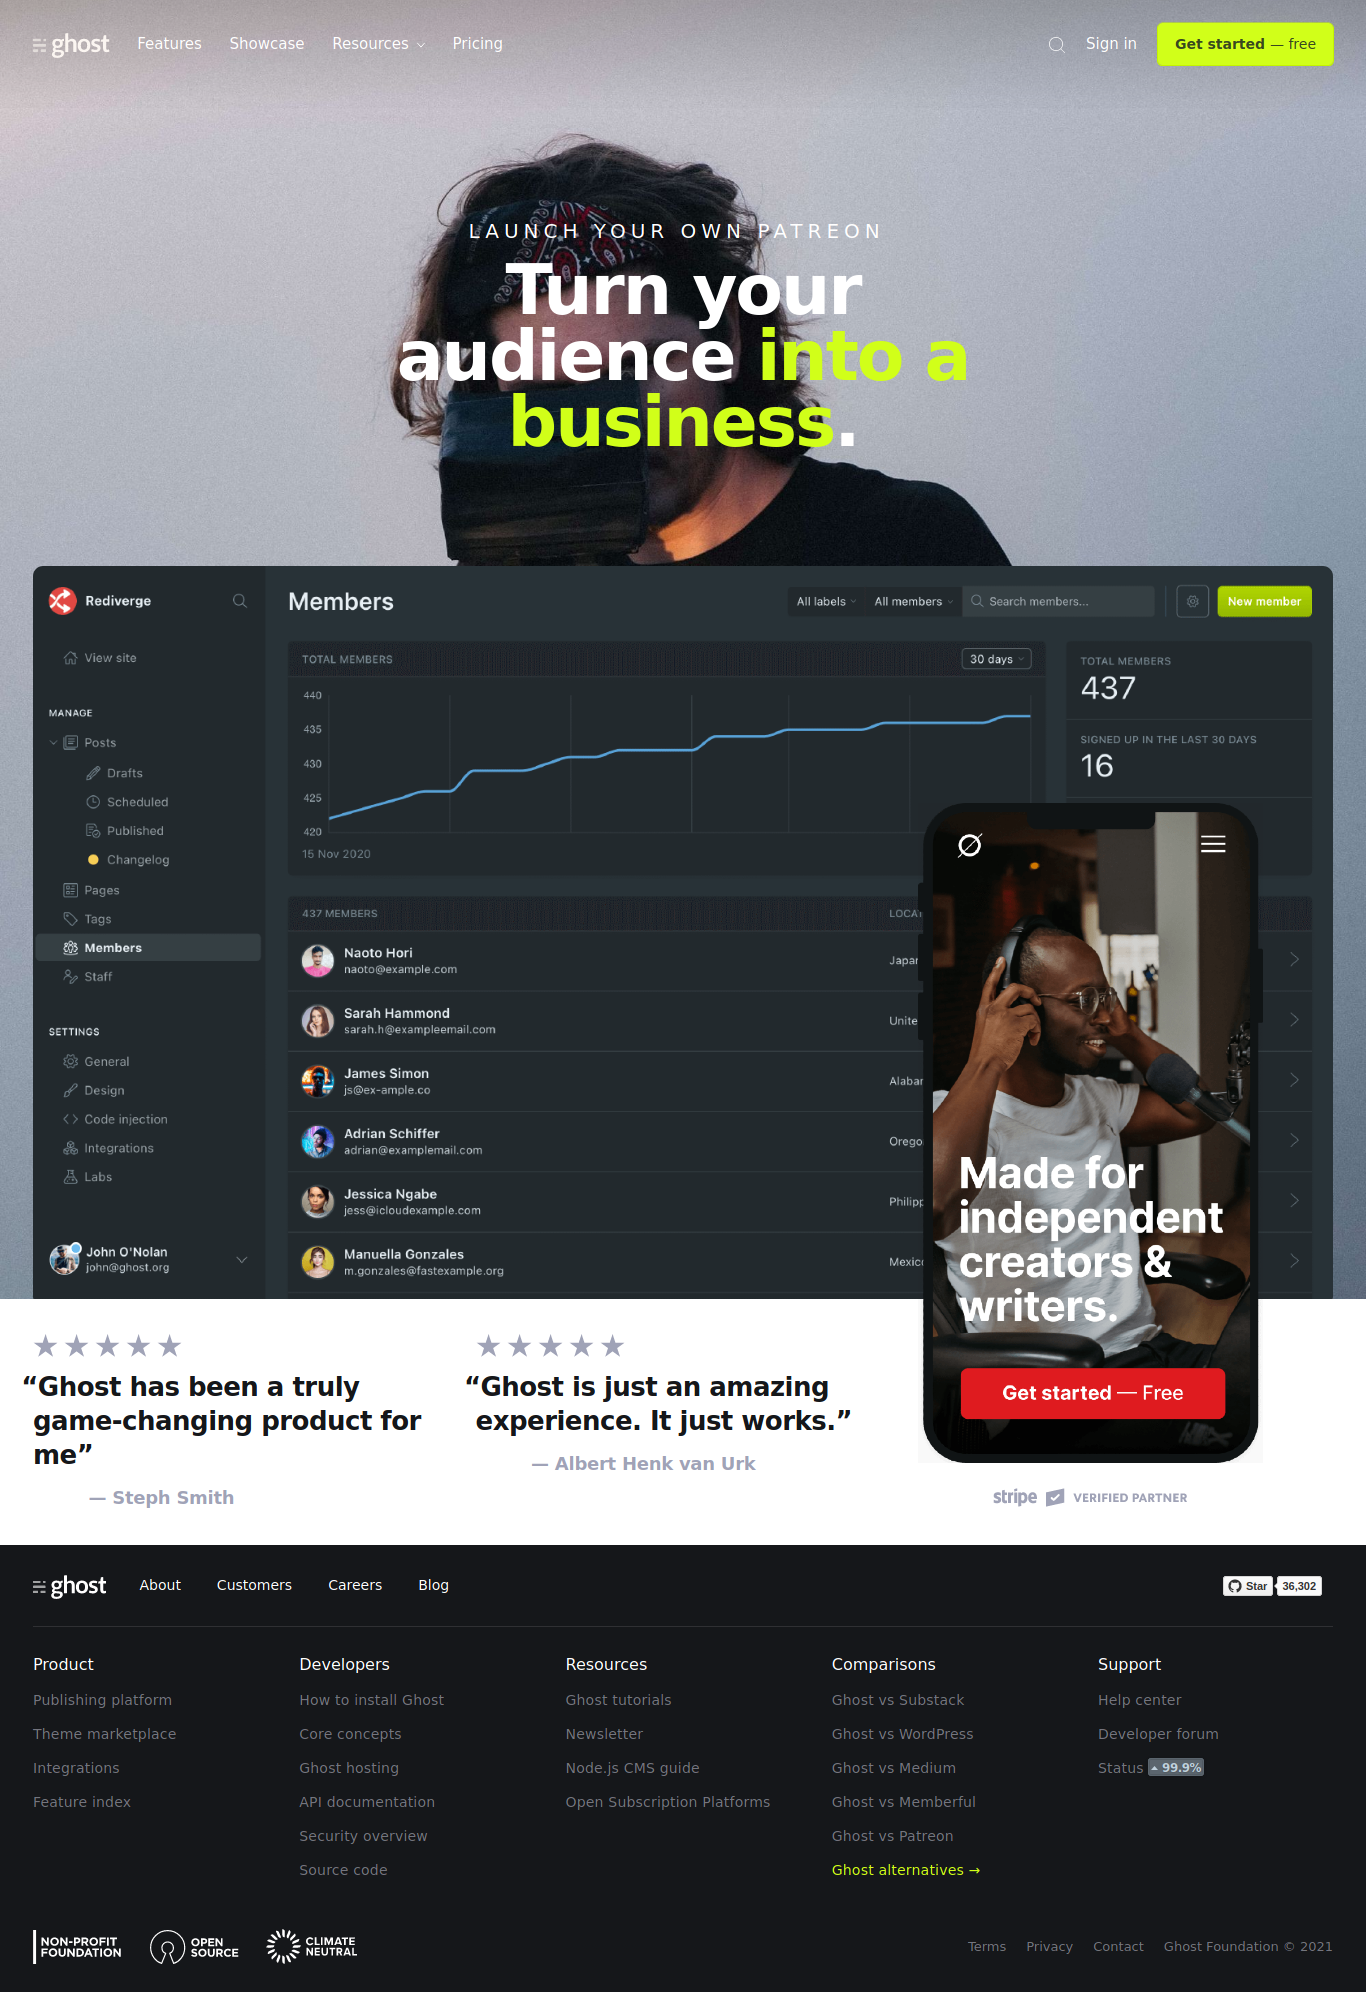 ghost
Features
Showcase
Resources
Pricing
Sign in
Get started — free
LAUNCH YOUR OWN PATREON
Turn your
audience into a
business.
Rediverge
View site
MANAGE
Posts
Drafts
Scheduled
Published
Changelog
Pages
Tags
Members
Staff
SETTINGS
General
Design
Code injection
Integrations
Labs
John O'Nolan
john@ghost.org
Members
All labels
All members
Search members...
New member
TOTAL MEMBERS
30 days
440
435
430
425
420
15 Nov 2020
TOTAL MEMBERS
437
SIGNED UP IN THE LAST 30 DAYS
16
437 MEMBERS
LOCAT
Naoto Hori
naoto@example.com
Japan
Sarah Hammond
sarah.h@exampleemail.com
Unite
James Simon
js@ex-ample.co
Alabam
Adrian Schiffer
adrian@examplemail.com
Orego
Jessica Ngabe
jess@icloudexample.com
Philipp
Manuella Gonzales
m.gonzales@fastexample.org
Mexico
Made for
independent
creators &
writers.
Get started — Free
★★★★★
“Ghost has been a truly
game-changing product for
me”
— Steph Smith
★★★★★
“Ghost is just an amazing
experience. It just works.”
— Albert Henk van Urk
stripe VERIFIED PARTNER
ghost
About
Customers
Careers
Blog
Star 36,302
Product
Publishing platform
Theme marketplace
Integrations
Feature index
Developers
How to install Ghost
Core concepts
Ghost hosting
API documentation
Security overview
Source code
Resources
Ghost tutorials
Newsletter
Node.js CMS guide
Open Subscription Platforms
Comparisons
Ghost vs Substack
Ghost vs WordPress
Ghost vs Medium
Ghost vs Memberful
Ghost vs Patreon
Ghost alternatives →
Support
Help center
Developer forum
Status 99.9%
NON-PROFIT
FOUNDATION
OPEN
SOURCE
CLIMATE
NEUTRAL
Terms
Privacy
Contact
Ghost Foundation © 2021